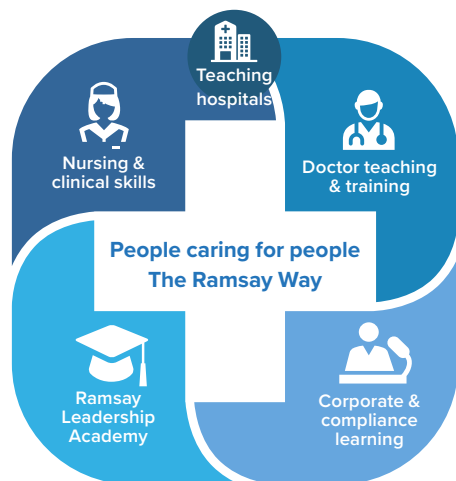 Teaching
hospitals
Nursing &
clinical skills
Doctor teaching
& training
People caring for people
The Ramsay Way
Ramsay
Leadership
Academy
Corporate &
compliance
learning